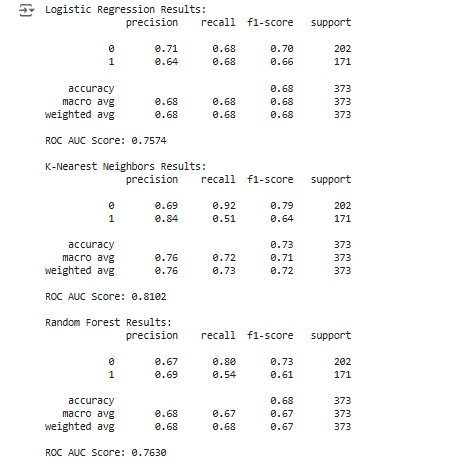 Logistic Regression Results:
precision recall f1-score support
0 0.71 0.68 0.70 202
1 0.64 0.68 0.66 171
accuracy 0.68 373
macro avg 0.68 0.68 0.68 373
weighted avg 0.68 0.68 0.68 373
ROC AUC Score: 0.7574
K-Nearest Neighbors Results:
precision recall f1-score support
0 0.69 0.92 0.79 202
1 0.84 0.51 0.64 171
accuracy 0.73 373
macro avg 0.76 0.72 0.71 373
weighted avg 0.76 0.73 0.72 373
ROC AUC Score: 0.8102
Random Forest Results:
precision recall f1-score support
0 0.67 0.80 0.73 202
1 0.69 0.54 0.61 171
accuracy 0.68 373
macro avg 0.68 0.67 0.67 373
weighted avg 0.68 0.68 0.67 373
ROC AUC Score: 0.7630